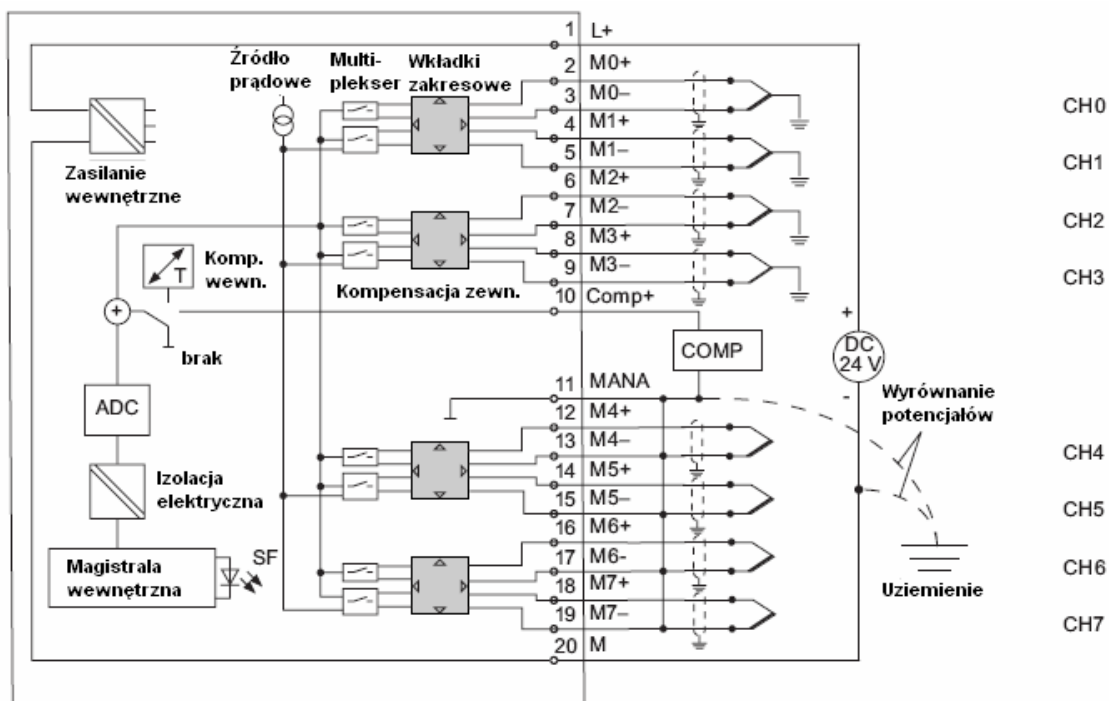 Źródło
prądowe
Multi-
plekser
Wkładki
zakresowe
Zasilanie
wewnętrzne
T
Komp.
wewn.
Kompensacja zewn.
+
brak
ADC
Izolacja
elektryczna
Magistrala
wewnętrzna
SF
1 L+
2 M0+
3 M0–
4 M1+
5 M1–
6 M2+
7 M2–
8 M3+
9 M3–
10 Comp+
11 MANA
12 M4+
13 M4–
14 M5+
15 M5–
16 M6+
17 M6-
18 M7+
19 M7–
20 M
COMP
+
DC
24 V
-
Wyrównanie
potencjałów
Uziemienie
CH0
CH1
CH2
CH3
CH4
CH5
CH6
CH7